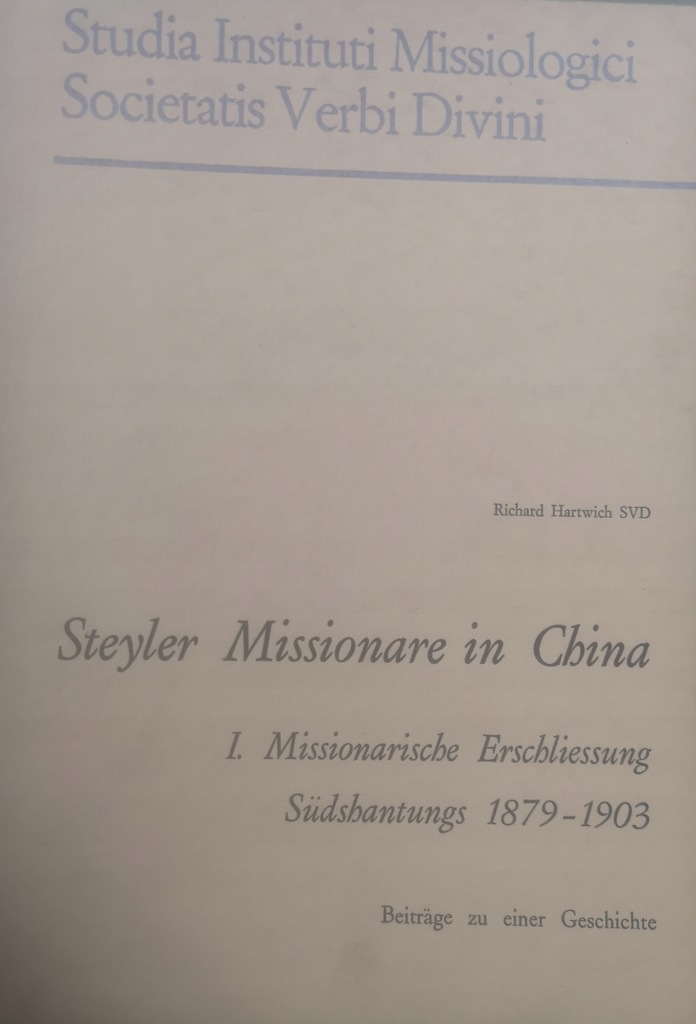 Studia Instituti Missiologici
Societatis Verbi Divini
Richard Hartwich SVD
Steyler Missionare in China
I. Missionarische Erschliessung
Südshantungs 1879–1903
Beiträge zu einer Geschichte